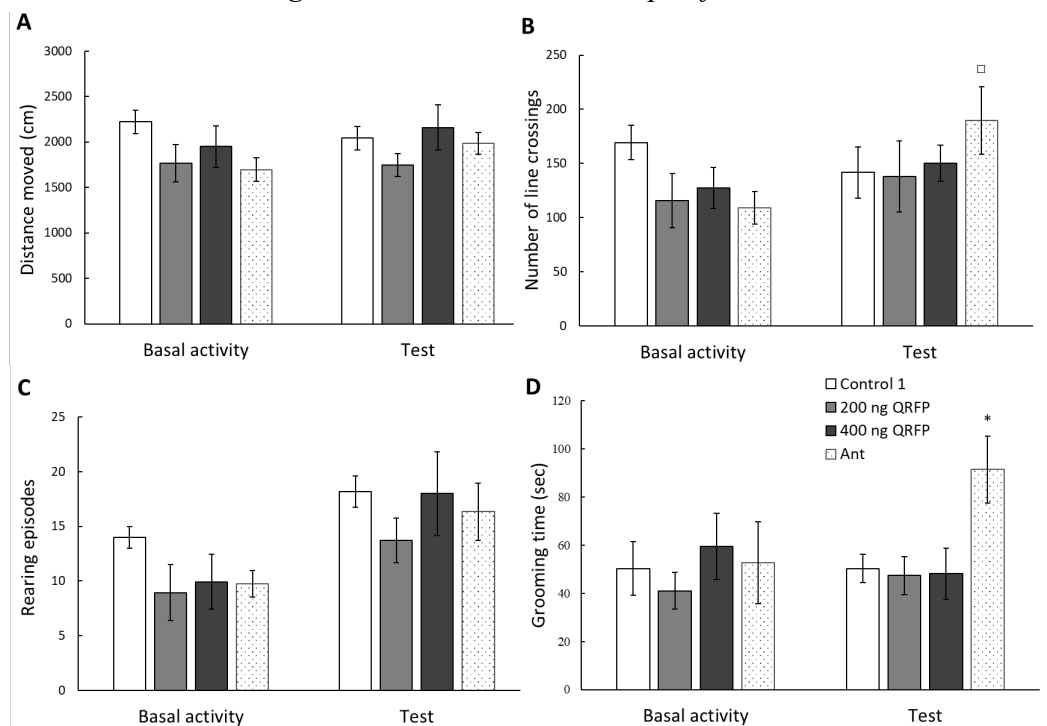 A
Distance moved (cm)
3000
2500
2000
1500
1000
500
0
Basal activity
Test
B
Number of line crossings
250
200
150
100
50
0
□
Basal activity
Test
C
Rearing episodes
25
20
15
10
5
0
Basal activity
Test
D
Grooming time (sec)
120
100
80
60
40
20
0
Control 1
200 ng QRFP
400 ng QRFP
Ant
*
Basal activity
Test